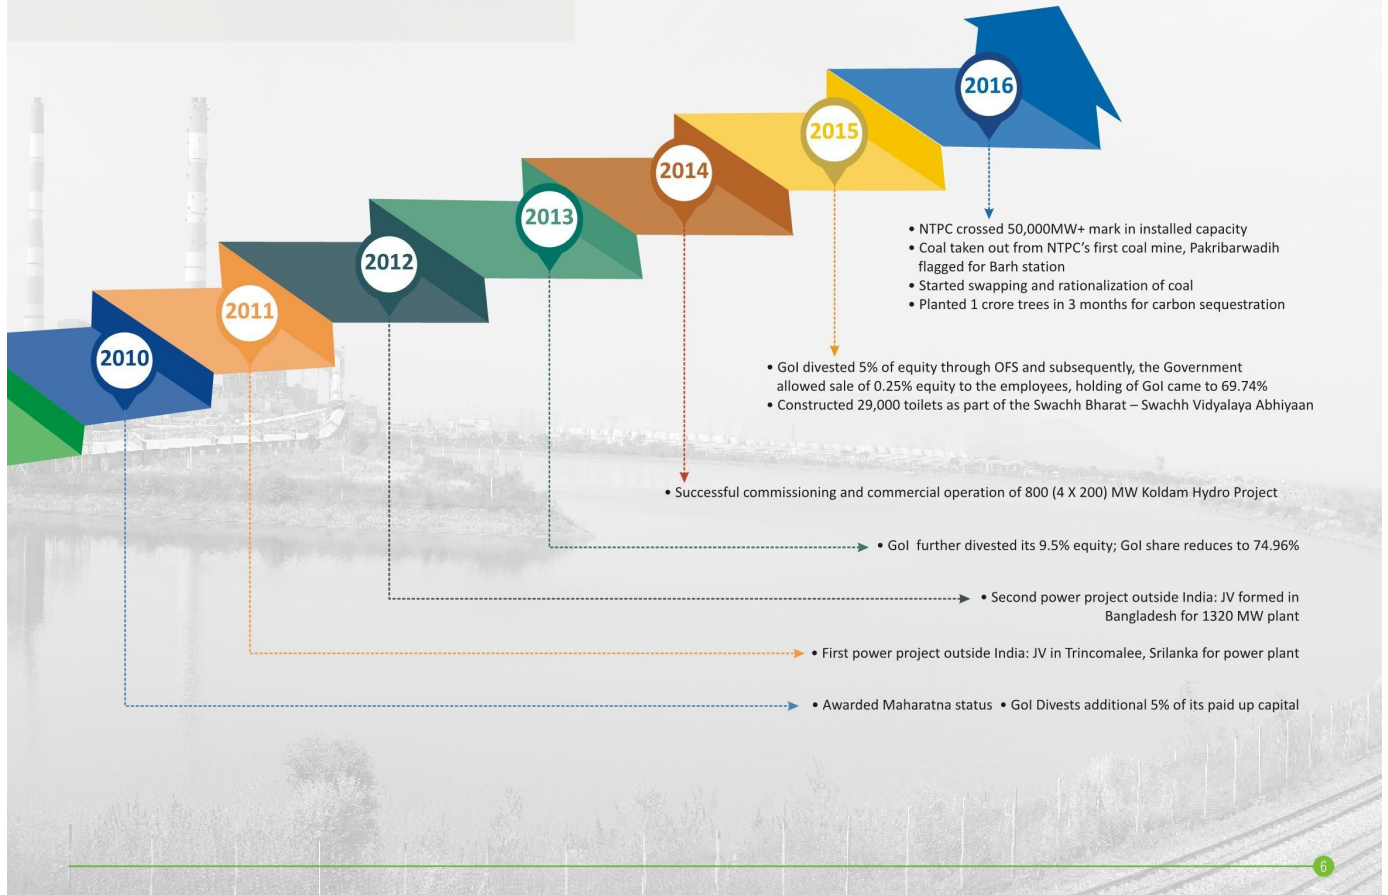 2016
2015
2014
2013
2012
2011
2010
• NTPC crossed 50,000MW+ mark in installed capacity
• Coal taken out from NTPC’s first coal mine, Pakribarwadih
flagged for Barh station
• Started swapping and rationalization of coal
• Planted 1 crore trees in 3 months for carbon sequestration
• GoI divested 5% of equity through OFS and subsequently, the Government
allowed sale of 0.25% equity to the employees, holding of GoI came to 69.74%
• Constructed 29,000 toilets as part of the Swachh Bharat – Swachh Vidyalaya Abhiyaan
• Successful commissioning and commercial operation of 800 (4 X 200) MW Koldam Hydro Project
• GoI further divested its 9.5% equity; GoI share reduces to 74.96%
• Second power project outside India: JV formed in
Bangladesh for 1320 MW plant
• First power project outside India: JV in Trincomalee, Srilanka for power plant
• Awarded Maharatna status • GoI Divests additional 5% of its paid up capital
6